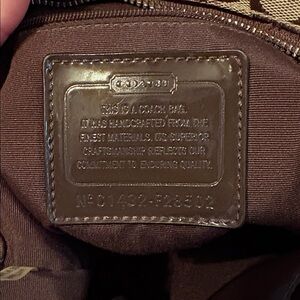 COACH
THIS IS A COACH BAG.
IT WAS HANDCRAFTED FROM THE
FINEST MATERIALS. ITS SUPERIOR
CRAFTSMANSHIP REFLECTS OUR
COMMITMENT TO ENDURING QUALITY.
Nº C1432-F28502